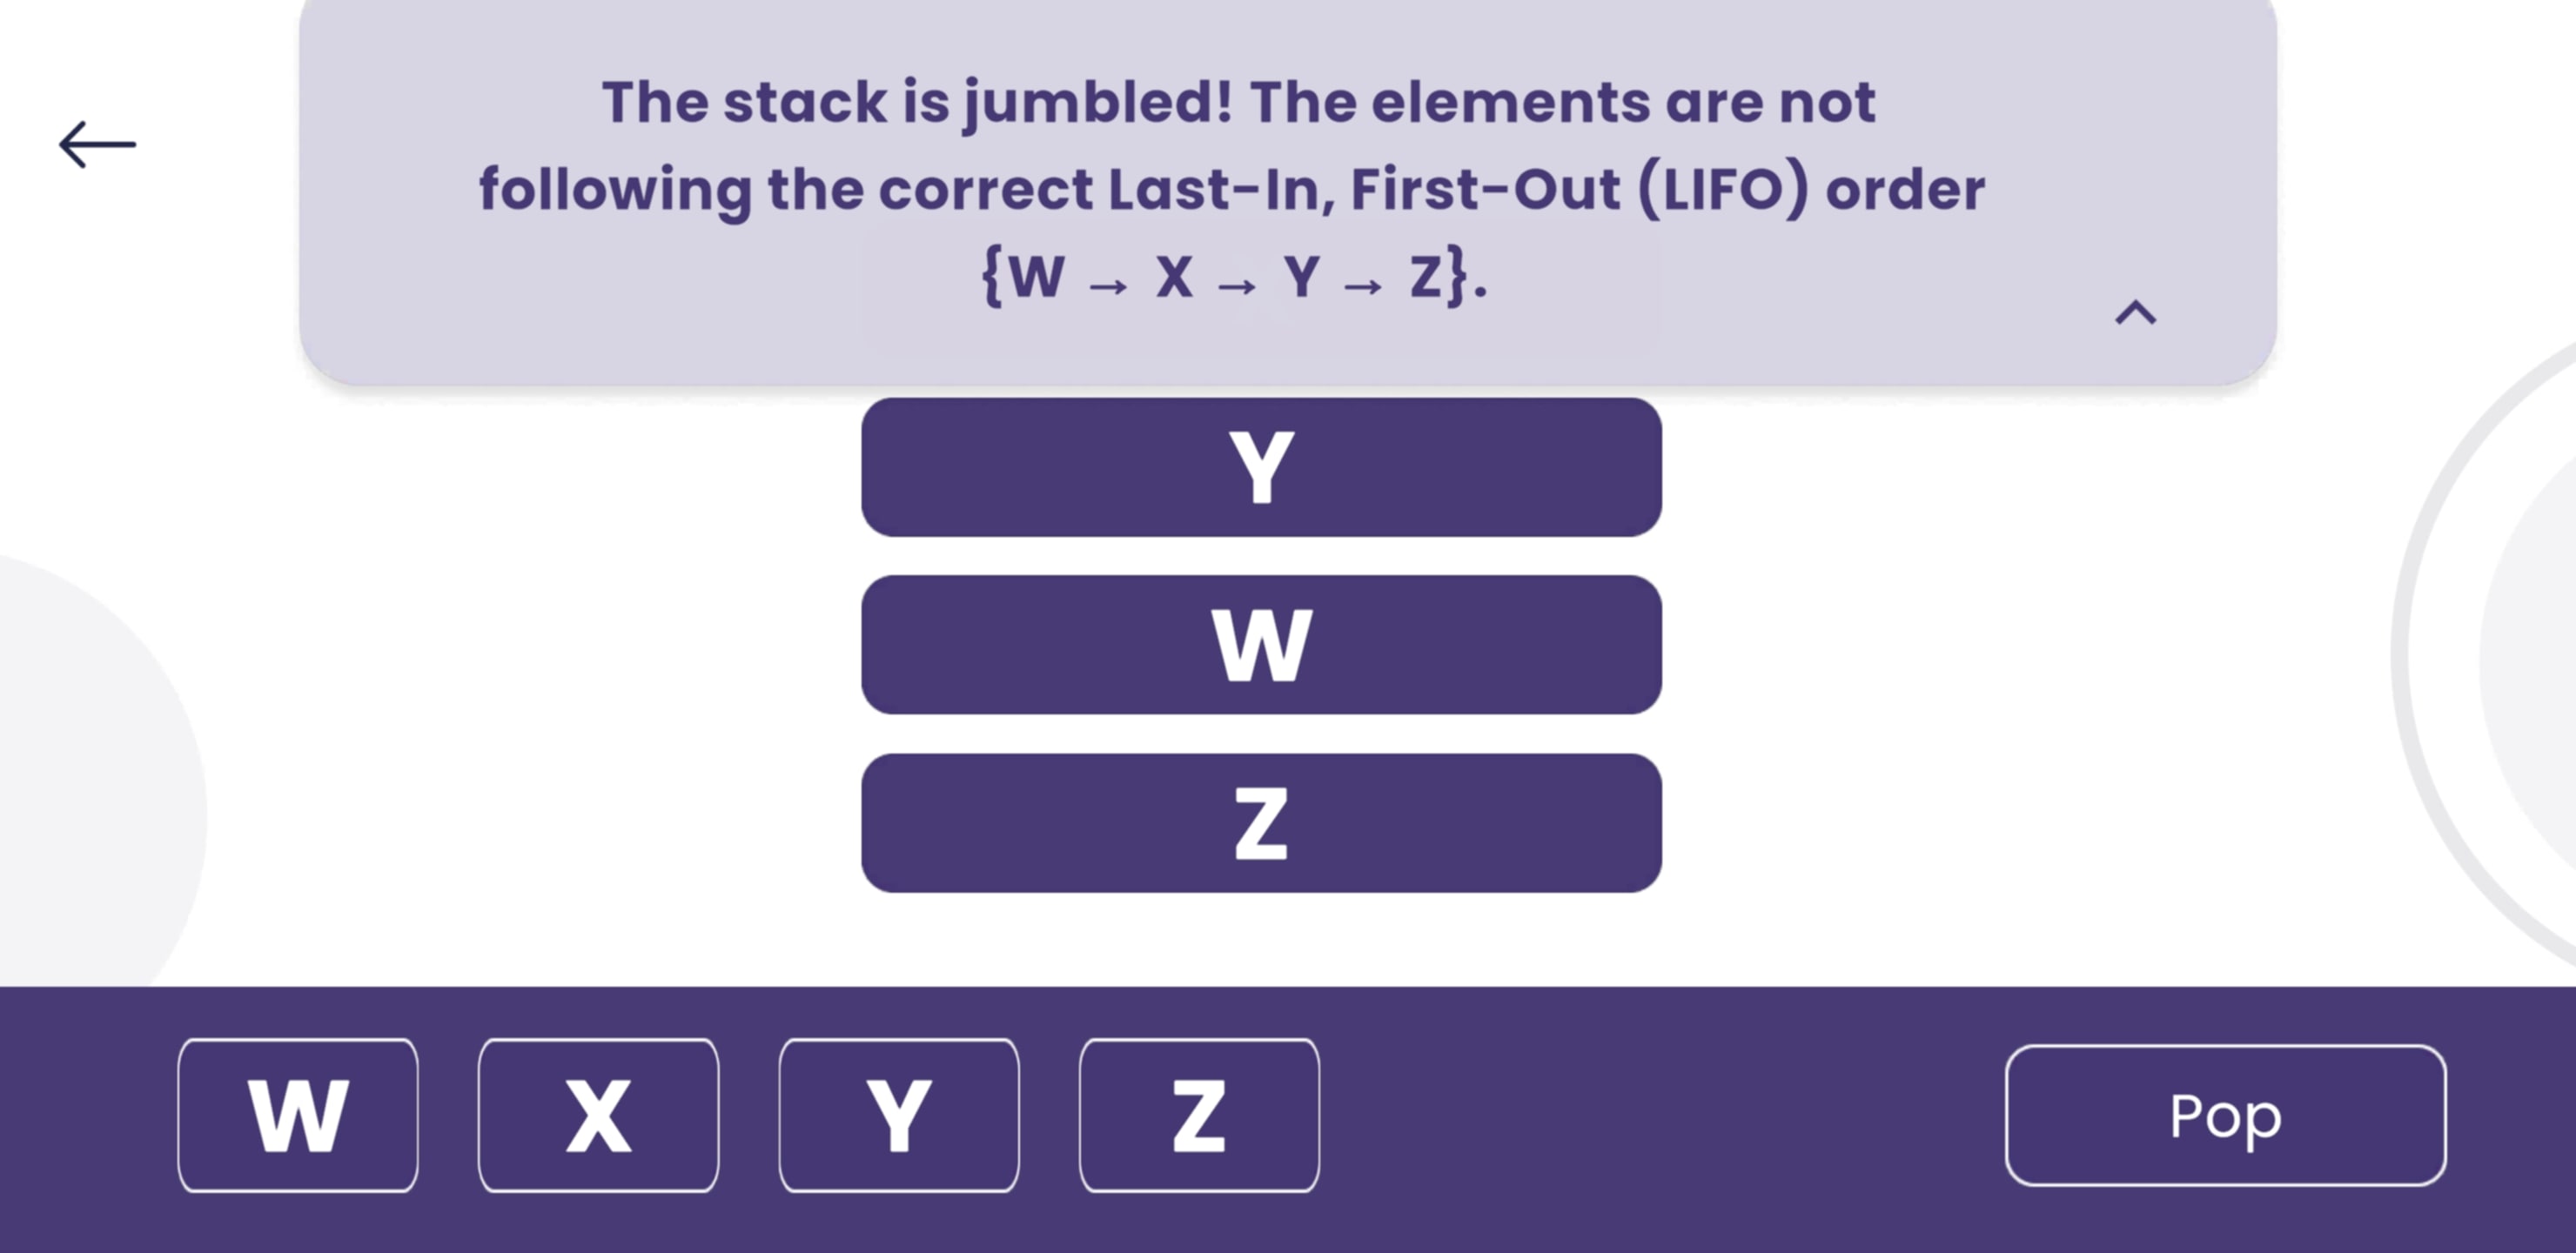 The stack is jumbled! The elements are not
following the correct Last-In, First-Out (LIFO) order
{W → X → Y → Z}.
Y
W
Z
W X Y Z Pop